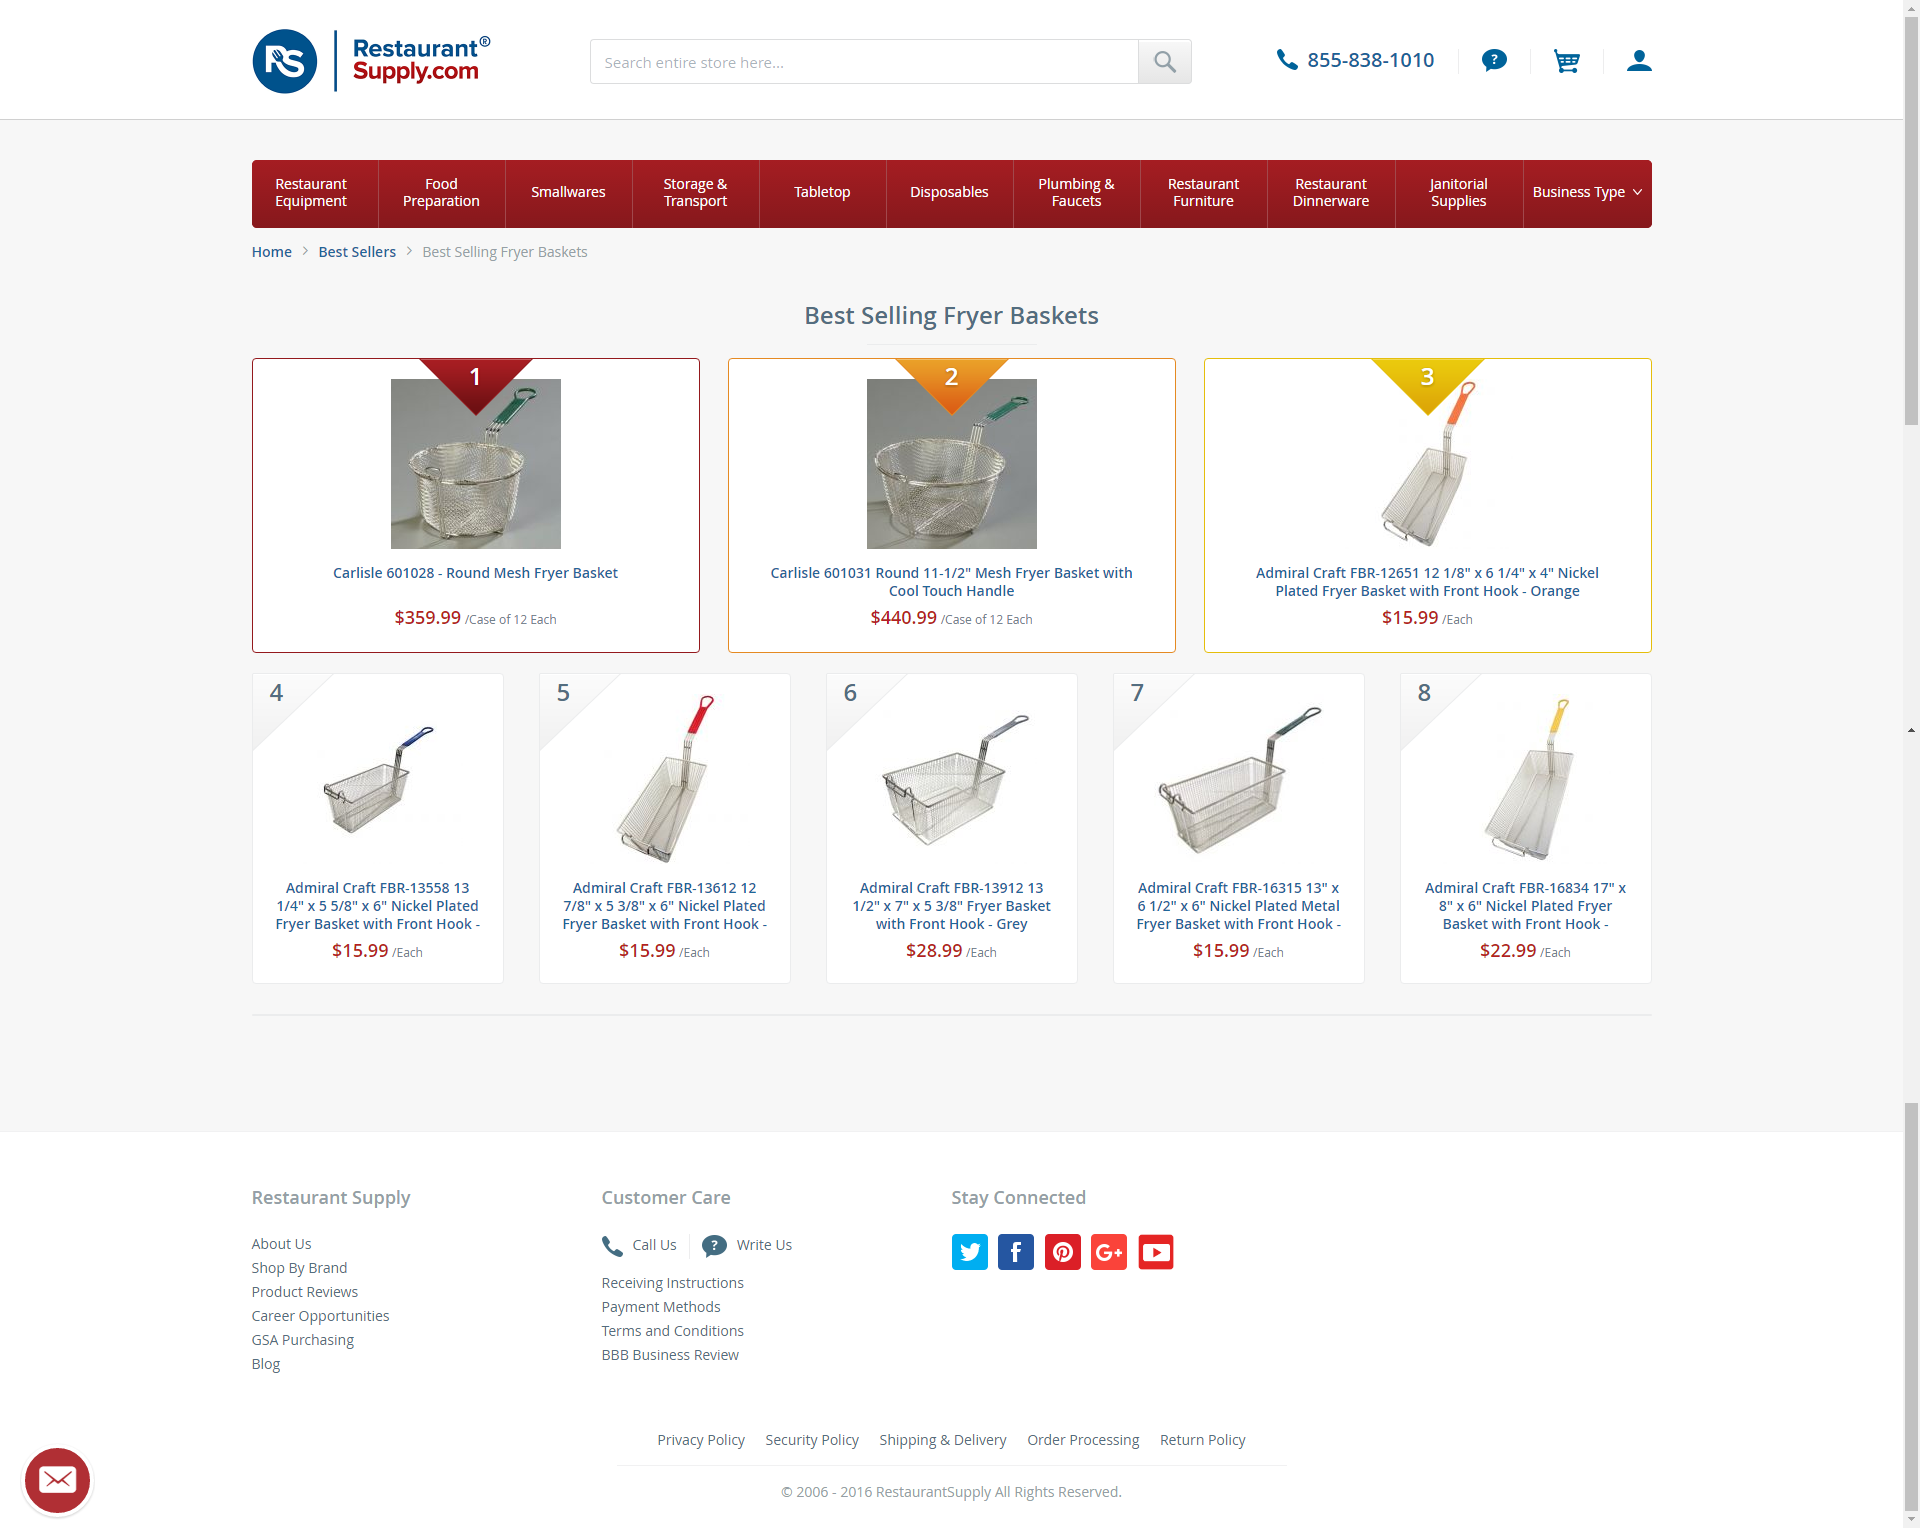 RS
Restaurant®
Supply.com
Search entire store here...
855-838-1010
?
Restaurant
Equipment
Food
Preparation
Smallwares
Storage &
Transport
Tabletop
Disposables
Plumbing &
Faucets
Restaurant
Furniture
Restaurant
Dinnerware
Janitorial
Supplies
Business Type
Home
Best Sellers
Best Selling Fryer Baskets
Best Selling Fryer Baskets
1
Carlisle 601028 - Round Mesh Fryer Basket
$359.99 /Case of 12 Each
2
Carlisle 601031 Round 11-1/2" Mesh Fryer Basket with
Cool Touch Handle
$440.99 /Case of 12 Each
3
Admiral Craft FBR-12651 12 1/8" x 6 1/4" x 4" Nickel
Plated Fryer Basket with Front Hook - Orange
$15.99 /Each
4
Admiral Craft FBR-13558 13
1/4" x 5 5/8" x 6" Nickel Plated
Fryer Basket with Front Hook -
$15.99 /Each
5
Admiral Craft FBR-13612 12
7/8" x 5 3/8" x 6" Nickel Plated
Fryer Basket with Front Hook -
$15.99 /Each
6
Admiral Craft FBR-13912 13
1/2" x 7" x 5 3/8" Fryer Basket
with Front Hook - Grey
$28.99 /Each
7
Admiral Craft FBR-16315 13" x
6 1/2" x 6" Nickel Plated Metal
Fryer Basket with Front Hook -
$15.99 /Each
8
Admiral Craft FBR-16834 17" x
8" x 6" Nickel Plated Fryer
Basket with Front Hook -
$22.99 /Each
Restaurant Supply
About Us
Shop By Brand
Product Reviews
Career Opportunities
GSA Purchasing
Blog
Customer Care
Call Us
?
Write Us
Receiving Instructions
Payment Methods
Terms and Conditions
BBB Business Review
Stay Connected
f
G+
Privacy Policy
Security Policy
Shipping & Delivery
Order Processing
Return Policy
© 2006 - 2016 RestaurantSupply All Rights Reserved.